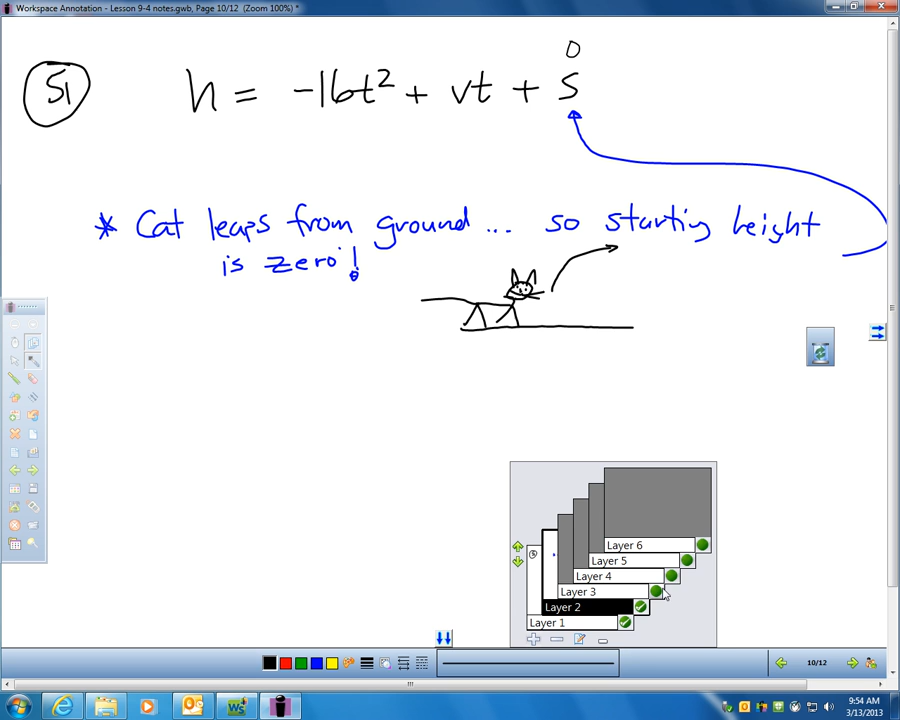 Workspace Annotation - Lesson 9-4 notes.gwb, Page 10/12 (Zoom 100%) *
0
51 h = -16t² + vt + s
* Cat leaps from ground ... so starting height
is zero!
Layer 6
Layer 5
Layer 4
Layer 3
Layer 2
Layer 1
10/12
9:54 AM
3/13/2013